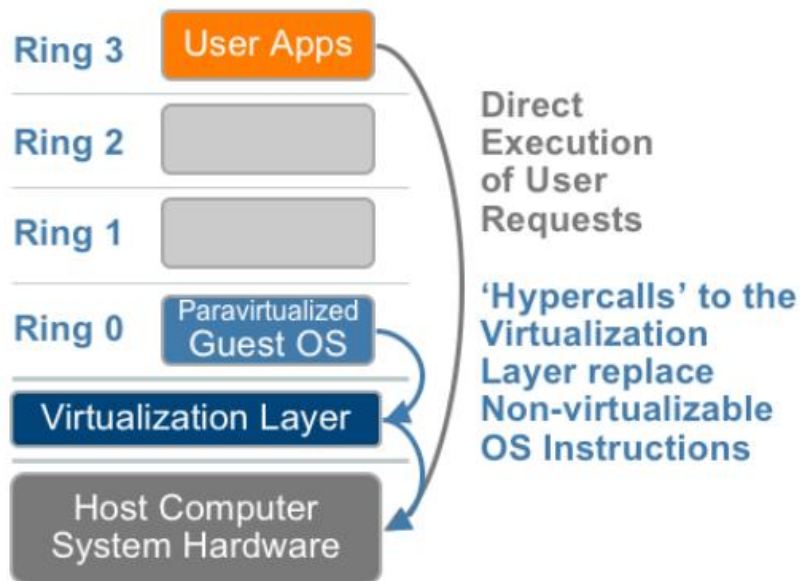 Ring 3
User Apps
Ring 2
Ring 1
Ring 0
Paravirtualized
Guest OS
Virtualization Layer
Host Computer
System Hardware
Direct
Execution
of User
Requests
‘Hypercalls’ to the
Virtualization
Layer replace
Non-virtualizable
OS Instructions